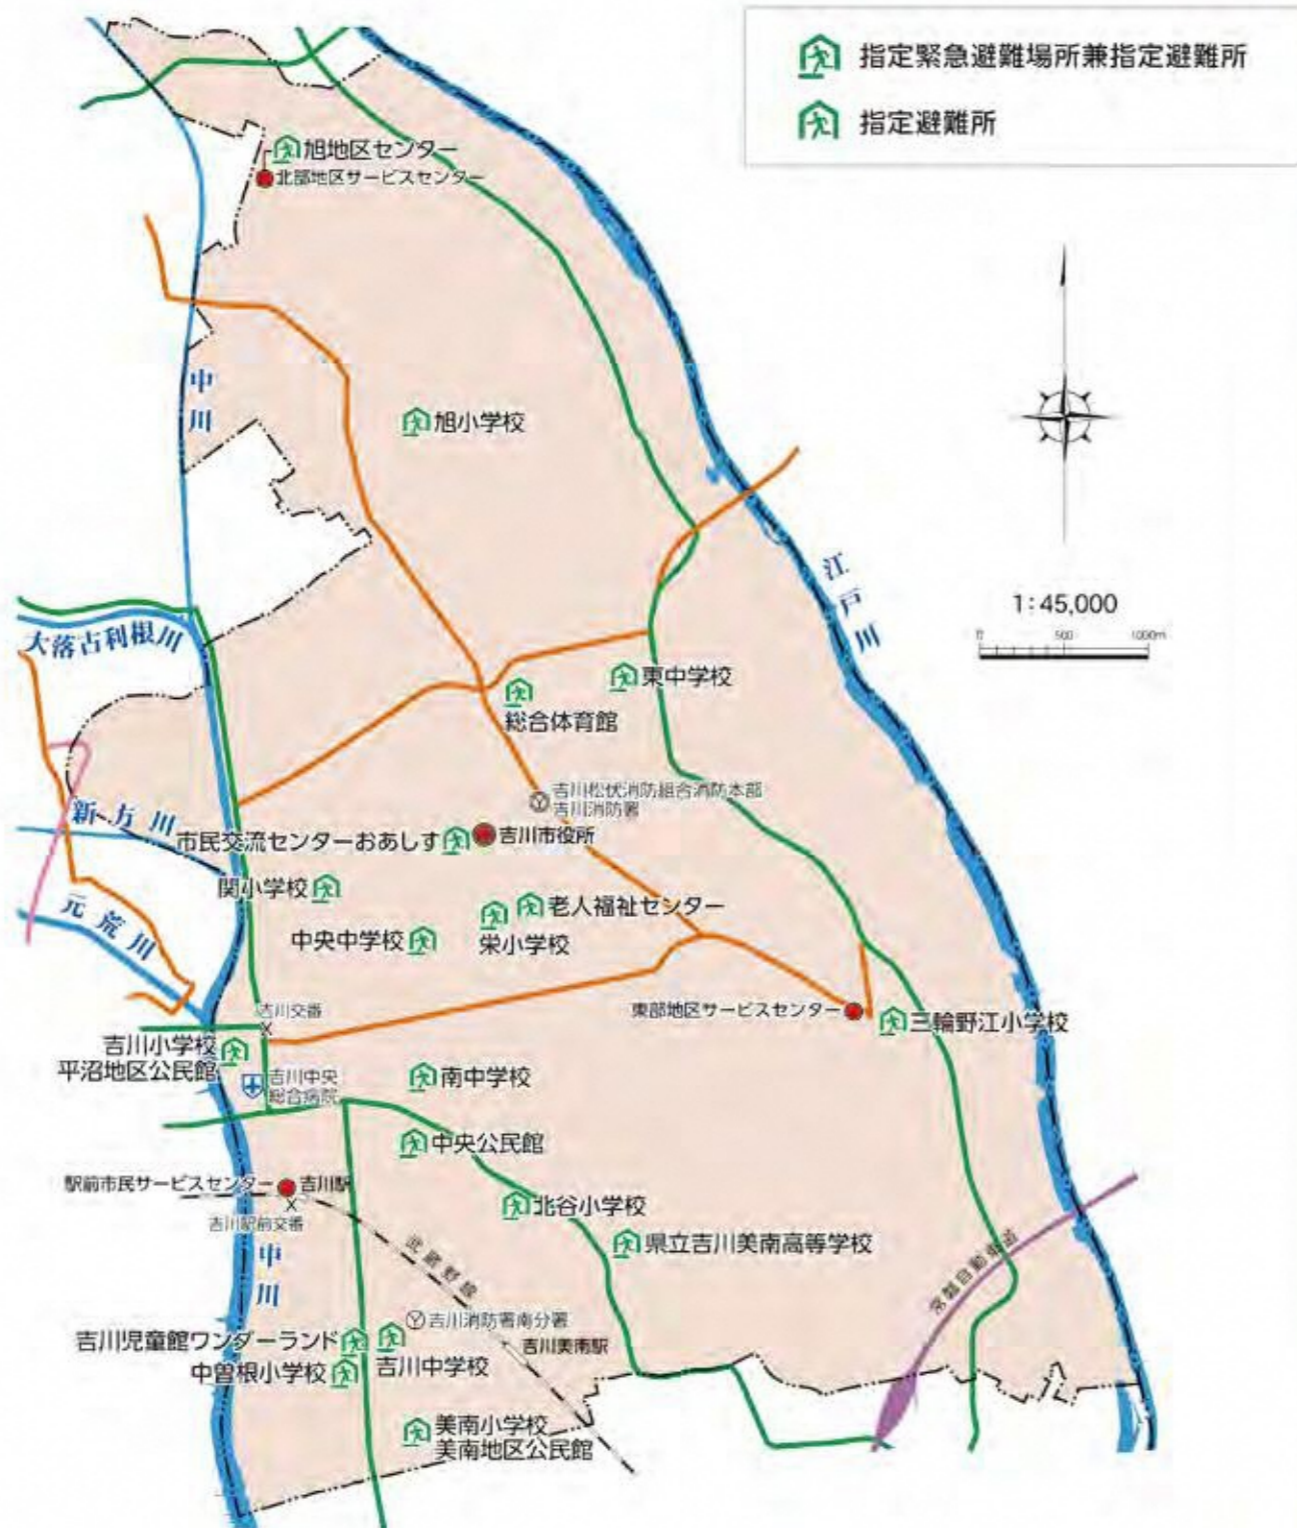 指定緊急避難場所兼指定避難所
指定避難所
旭地区センター
北部地区サービスセンター
中川
旭小学校
江戸川
1:45,000
0 500 1000m
大落古利根川
東中学校
総合体育館
吉川松伏消防組合消防本部
吉川消防署
新方川
市民交流センターおあしす
吉川市役所
関小学校
老人福祉センター
元荒川
中央中学校
栄小学校
吉川交番
東部地区サービスセンター
三輪野江小学校
吉川小学校
平沼地区公民館
吉川中央
総合病院
南中学校
中央公民館
駅前市民サービスセンター
吉川駅
吉川駅前交番
北谷小学校
県立吉川美南高等学校
中川
武蔵野線
常磐自動車道
吉川消防署南分署
吉川児童館ワンダーランド
吉川美南駅
中曽根小学校
吉川中学校
美南小学校
美南地区公民館